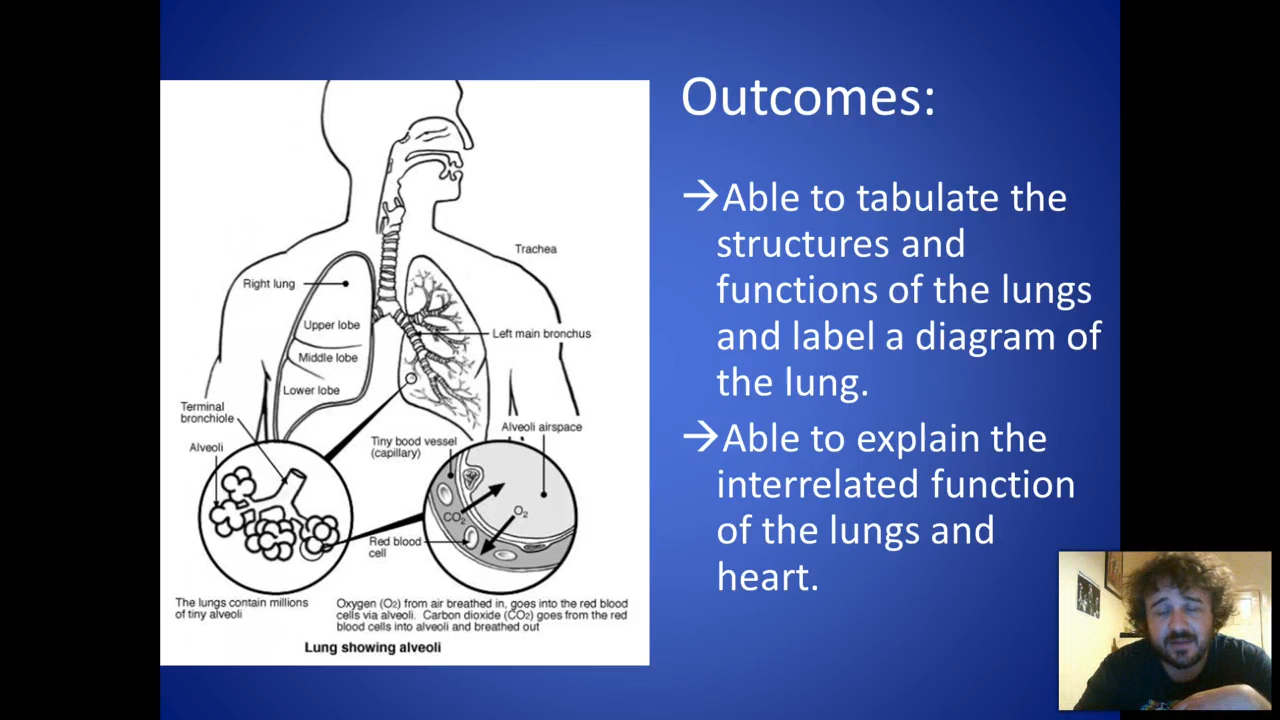 Outcomes:
→Able to tabulate the
structures and
functions of the lungs
and label a diagram of
the lung.
→Able to explain the
interrelated function
of the lungs and
heart.
Trachea
Right lung
Upper lobe
Left main bronchus
Middle lobe
Lower lobe
Terminal
bronchiole
Alveoli
Tiny bood vessel
(capillary)
Alveoli airspace
CO2
O2
Red blood
cell
The lungs contain millions
of tiny alveoli
Oxygen (O2) from air breathed in, goes into the red blood
cells via alveoli. Carbon dioxide (CO2) goes from the red
blood cells into alveoli and breathed out
Lung showing alveoli